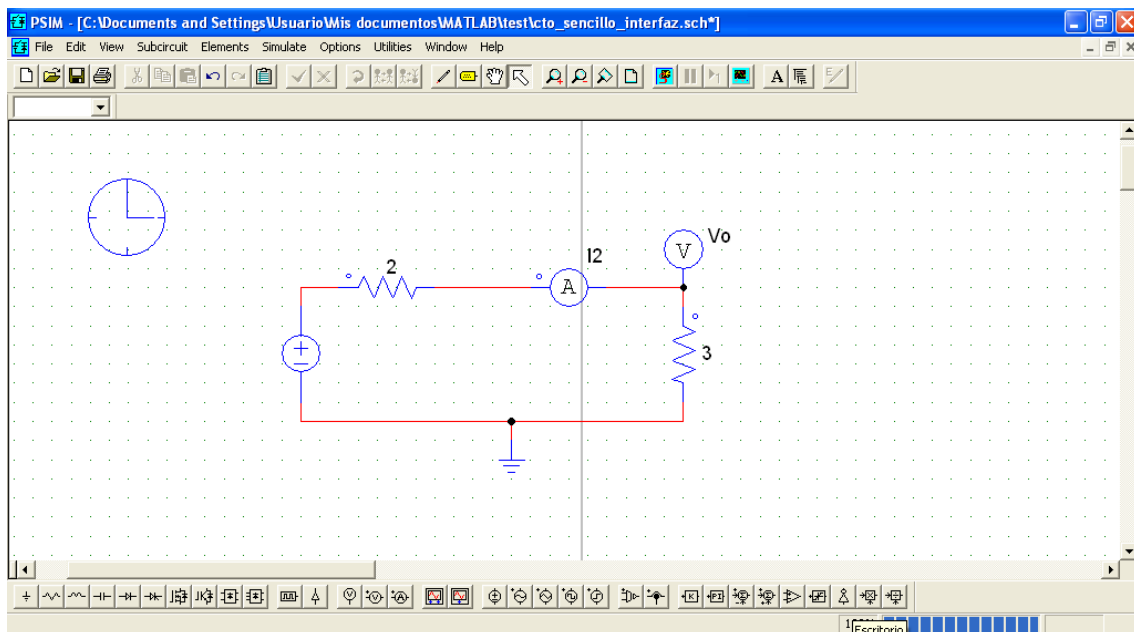 PSIM - [C:\Documents and Settings\Usuario\Mis documentos\MATLAB\test\cto_sencillo_interfaz.sch*]
File Edit View Subcircuit Elements Simulate Options Utilities Window Help
A
V Vo
I2
2
A
3
Escritorio